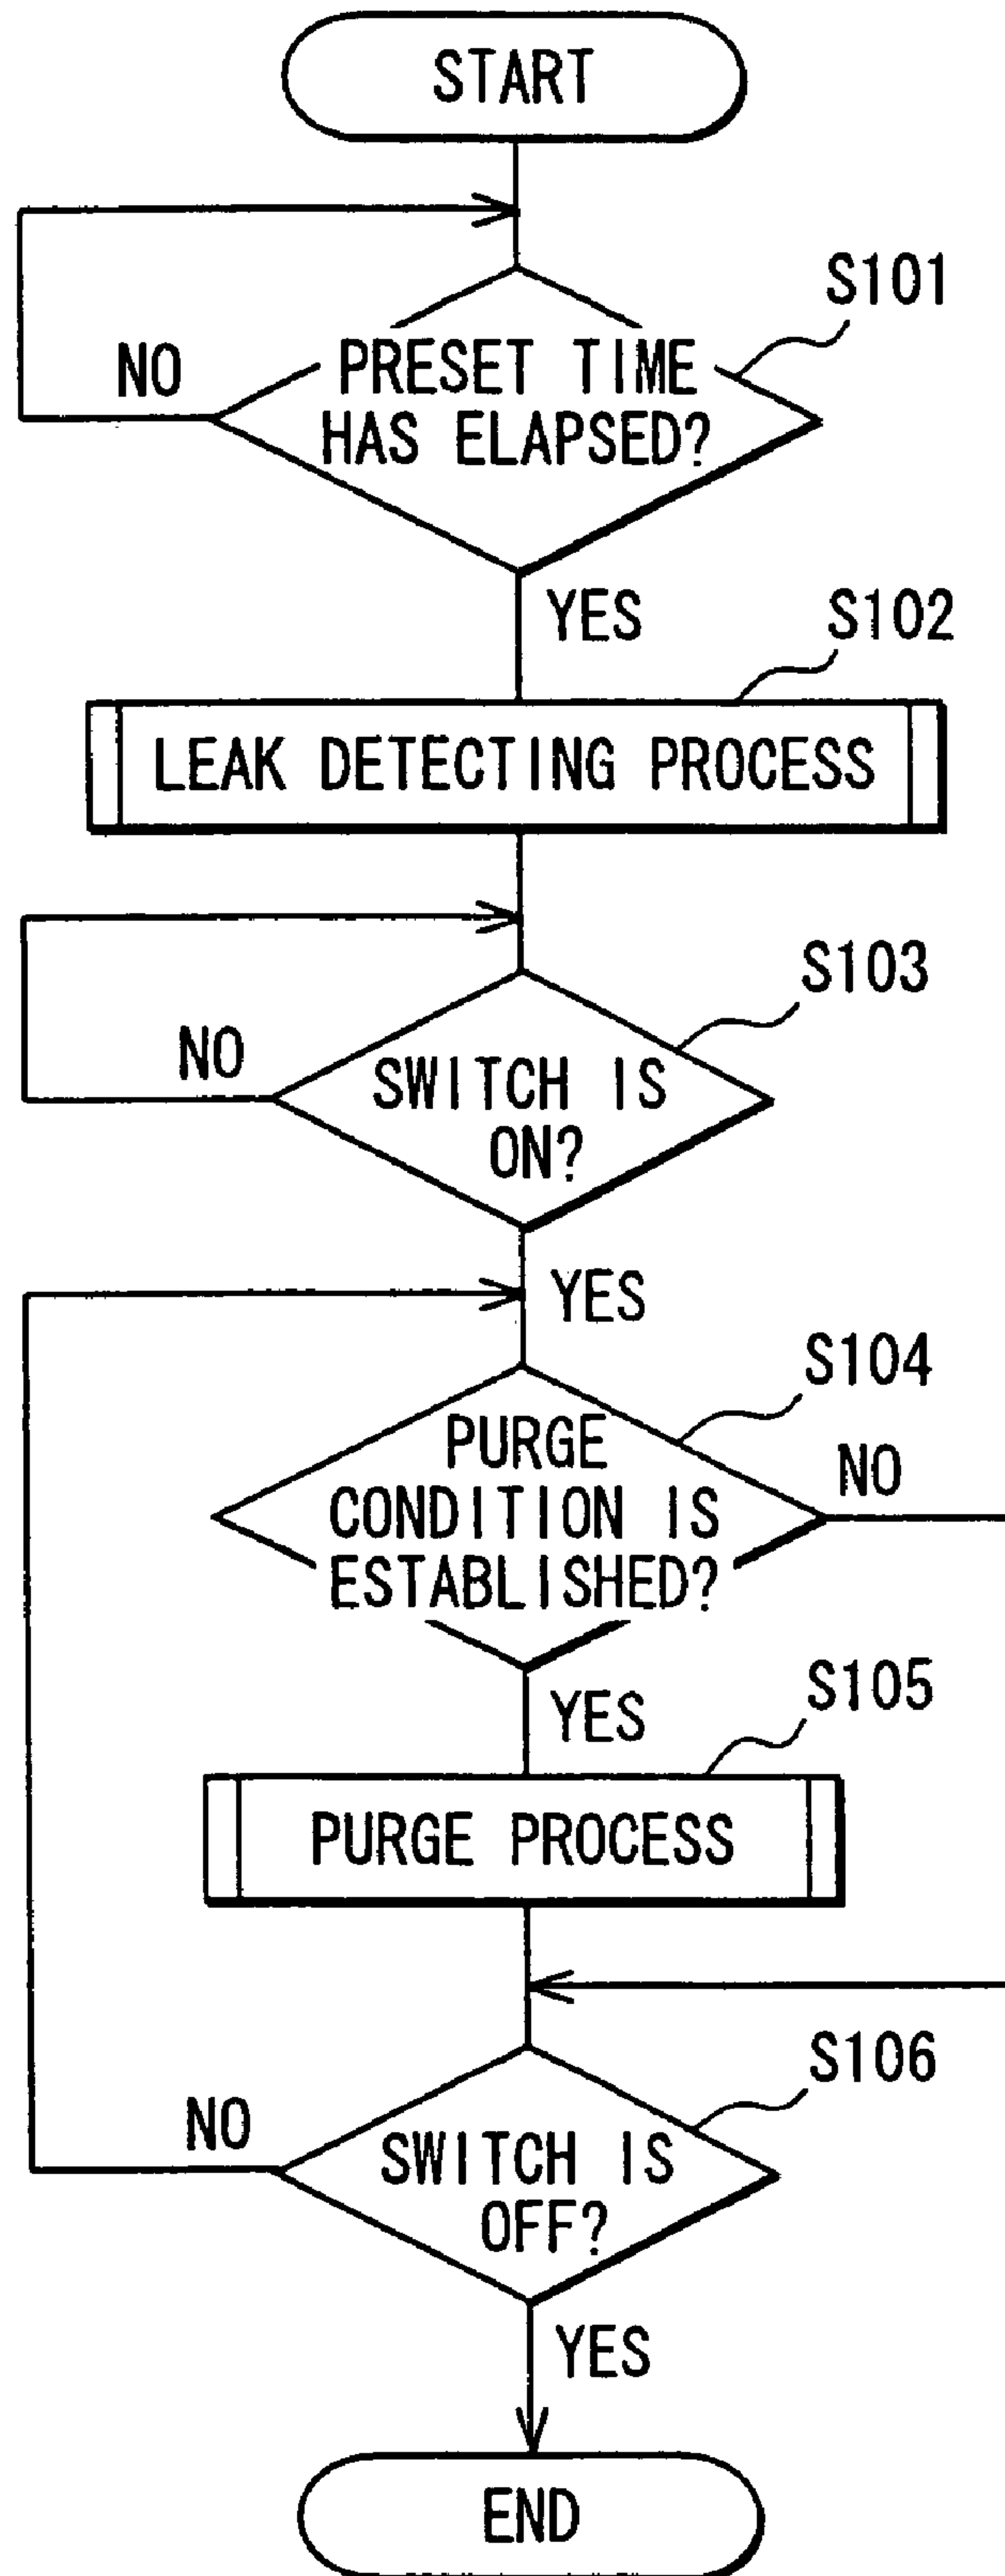 START
S101
NO
PRESET TIME
HAS ELAPSED?
YES
S102
LEAK DETECTING PROCESS
S103
NO
SWITCH IS
ON?
YES
S104
PURGE
NO
CONDITION IS
ESTABLISHED?
S105
YES
PURGE PROCESS
S106
NO
SWITCH IS
OFF?
YES
END